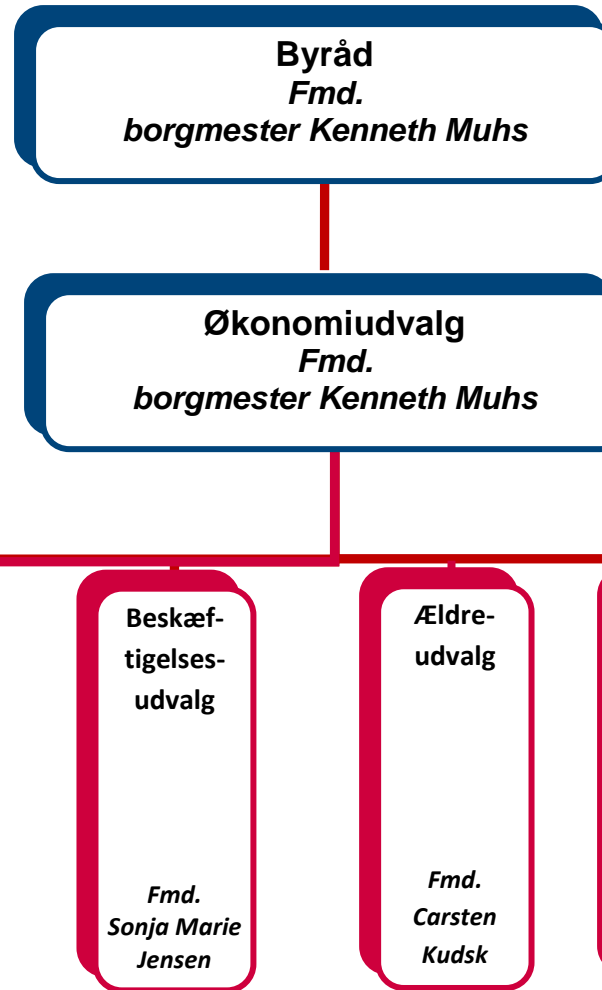 Byråd
Fmd.
borgmester Kenneth Muhs
Økonomiudvalg
Fmd.
borgmester Kenneth Muhs
Beskæf-
tigelses-
udvalg
Fmd.
Sonja Marie
Jensen
Ældre-
udvalg
Fmd.
Carsten
Kudsk